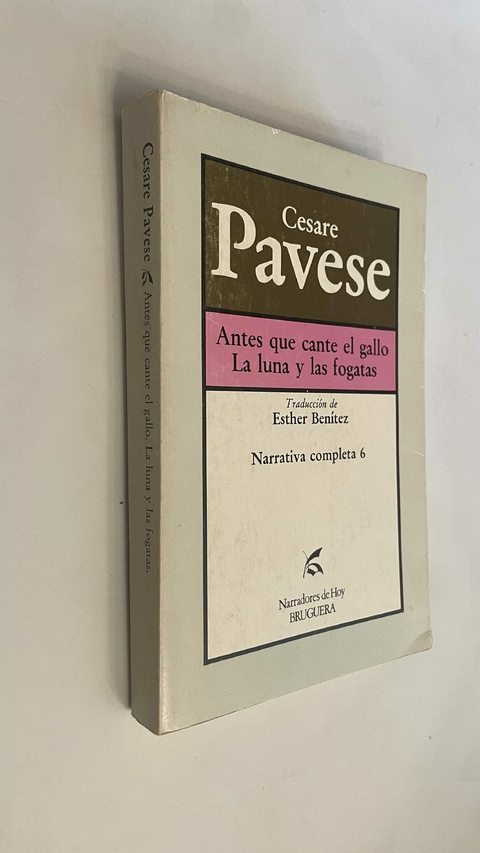 Cesare
Pavese
Antes que cante el gallo
La luna y las fogatas
Traducción de
Esther Benítez
Narrativa completa 6
Narradores de Hoy
BRUGUERA
Cesare Pavese Antes que cante el gallo. La luna y las fogatas.